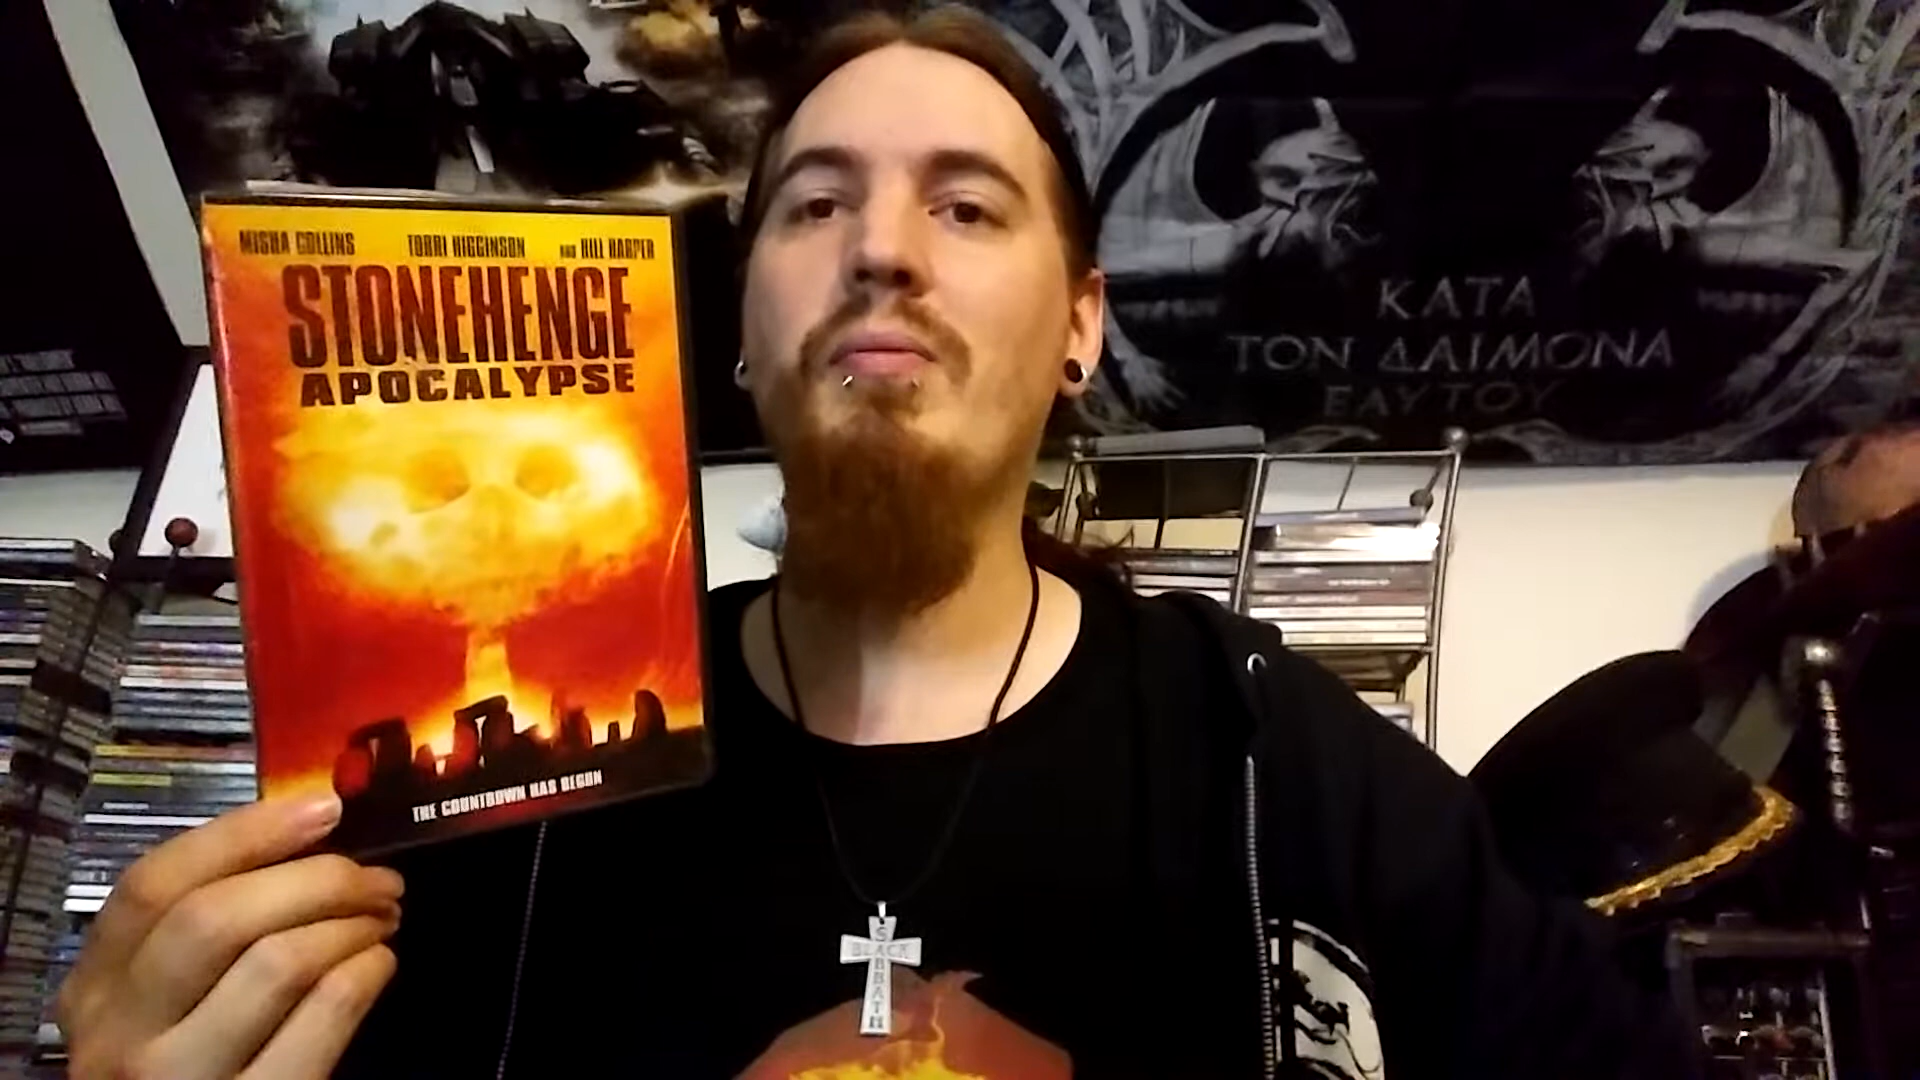 MISHA COLLINS TORRI HIGGINSON AND HILL HARPER
STONEHENGE
APOCALYPSE
THE COUNTDOWN HAS BEGUN
ΚΑΤΑ
ΤΟΝ ΔΑΙΜΟΝΑ
ΕΑΥΤΟΥ
BLACK
SABBATH